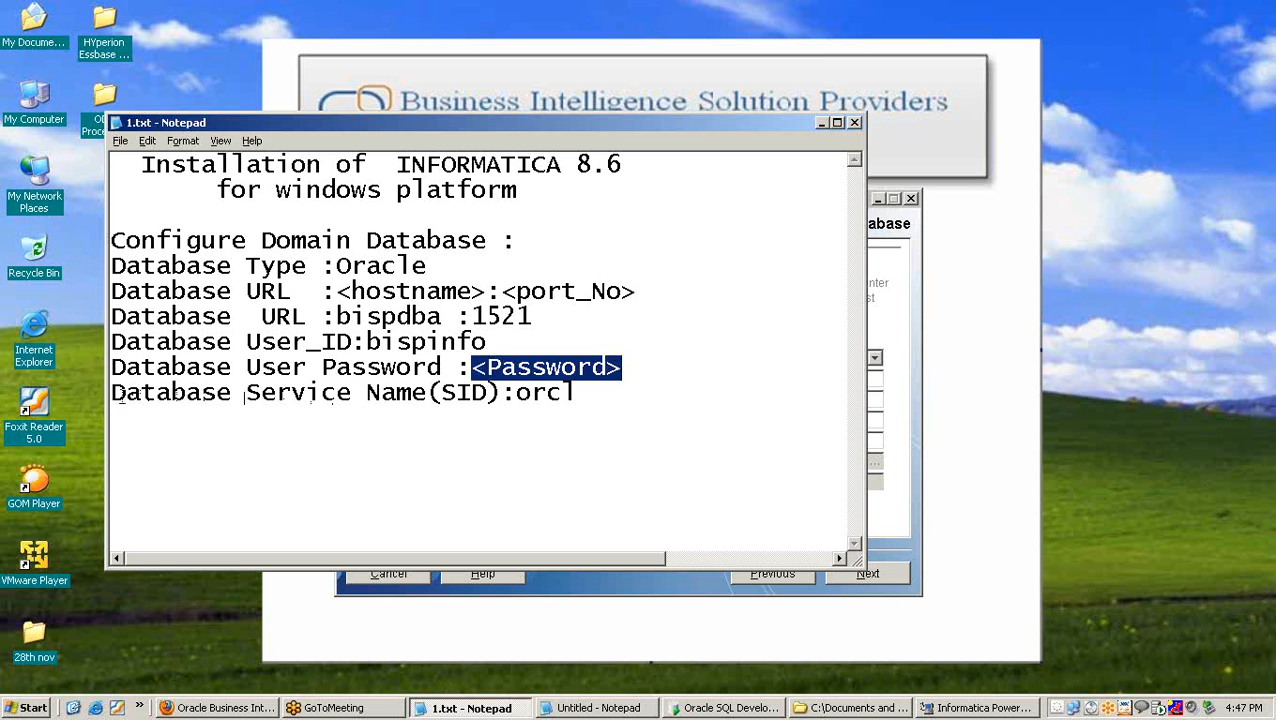 My Docume...
HYperion
Essbase ...
My Computer
My Network
Places
Recycle Bin
Internet
Explorer
Foxit Reader
5.0
GOM Player
VMware Player
28th nov
Business Intelligence Solution Providers
1.txt - Notepad
File Edit Format View Help
Installation of INFORMATICA 8.6
for windows platform
Configure Domain Database :
Database Type :Oracle
Database URL :<hostname>:<port_No>
Database URL :bispdba :1521
Database User_ID:bispinfo
Database User Password :<Password>
Database Service Name(SID):orcl
Cancel Help Previous Next
Start
Oracle Business Int...
GoToMeeting
1.txt - Notepad
Untitled - Notepad
Oracle SQL Develo...
C:\Documents and ...
Informatica Power...
4:47 PM